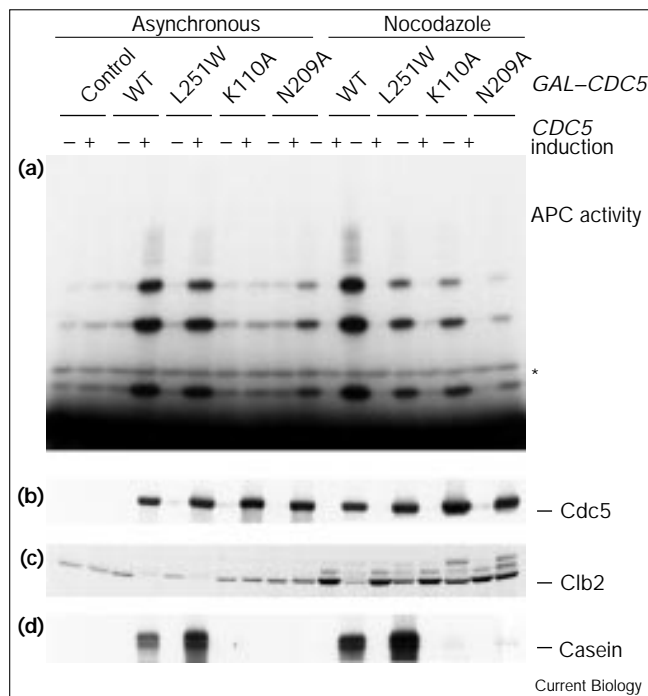 Asynchronous Nocodazole
Control WT L251W K110A N209A WT L251W K110A N209A GAL–CDC5
CDC5 induction
– + – + – + – + – + – + – + – + – +
(a)
APC activity
*
(b) – Cdc5
(c) – Clb2
(d) – Casein
Current Biology